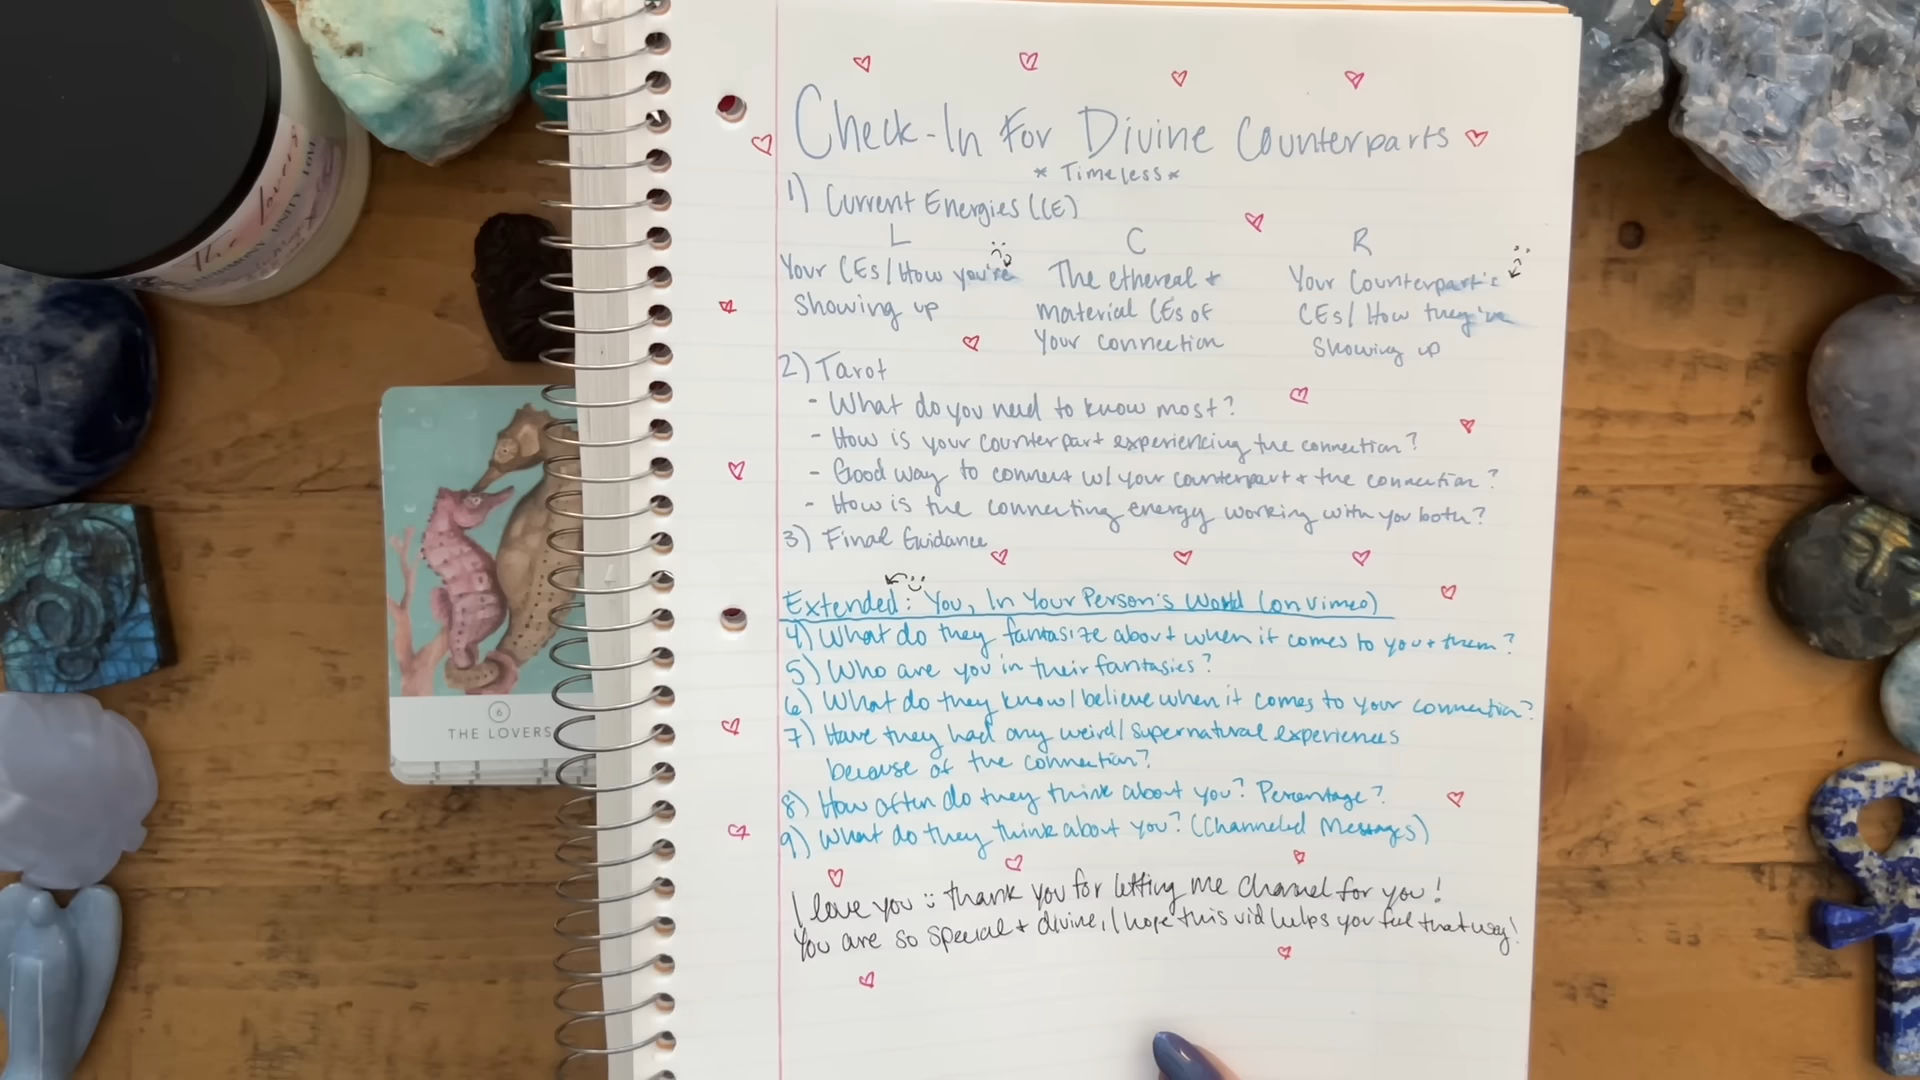 Check-In For Divine Counterparts
* Timeless *
1) Current Energies (CE)
L C R
Your CEs/How you're
showing up
The ethereal +
material CEs of
your connection
Your Counterpart's
CEs/How they're
showing up
2) Tarot
- What do you need to know most?
- How is your counterpart experiencing the connection?
- Good way to connect w/ your counterpart + the connection?
- How is the connecting energy working with you both?
3) Final Guidance
Extended: You, In Your Person's World (on Vimeo)
4) What do they fantasize about when it comes to you + them?
5) Who are you in their fantasies?
6) What do they know/believe when it comes to your connection?
7) Have they had any weird/supernatural experiences
because of the connection?
8) How often do they think about you? Percentage?
9) What do they think about you? (Channeled Messages)
I love you :) thank you for letting me channel for you!
You are so special + divine, I hope this vid helps you feel that way!
The Lovers
6
THE LOVERS